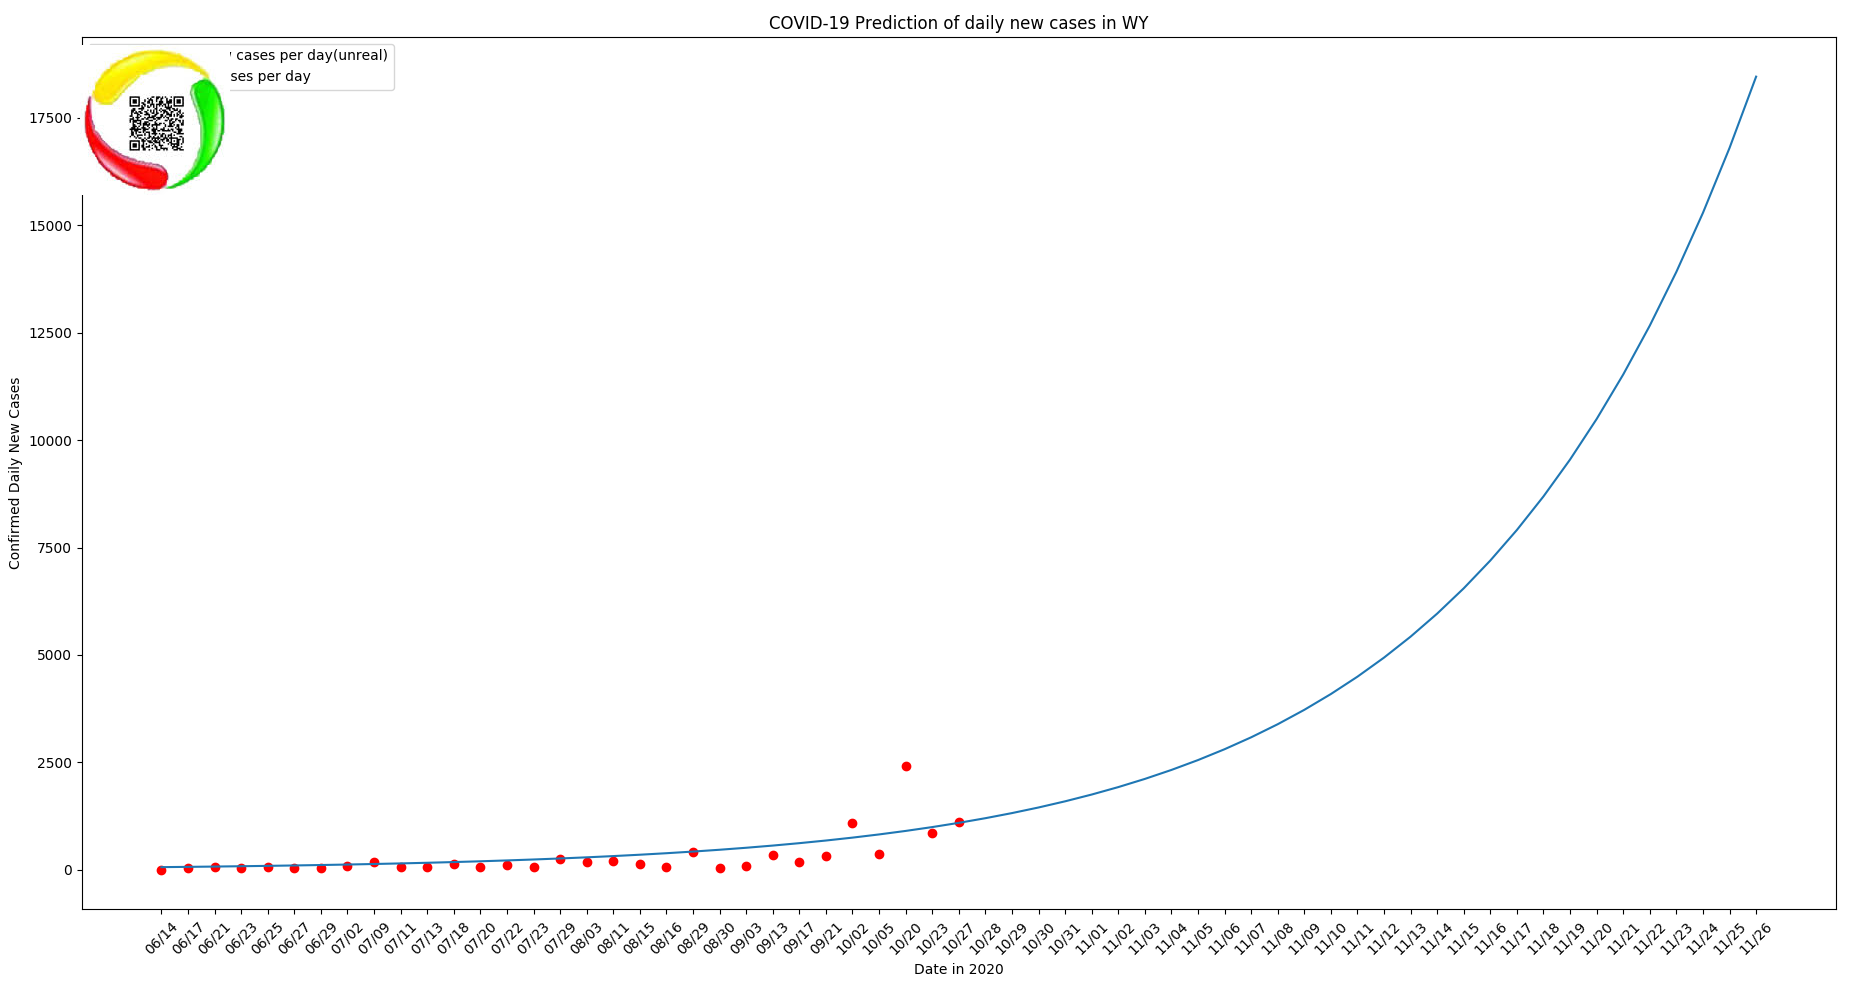 COVID-19 Prediction of daily new cases in WY
cases per day(unreal)
ses per day
17500
15000
12500
10000
7500
5000
2500
0
Confirmed Daily New Cases
06/14 06/17 06/21 06/23 06/25 06/27 06/29 07/02 07/09 07/11 07/13 07/18 07/20 07/22 07/23 07/29 08/03 08/11 08/15 08/16 08/29 08/30 09/03 09/13 09/17 09/21 10/02 10/05 10/20 10/23 10/27 10/28 10/29 10/30 10/31 11/01 11/02 11/03 11/04 11/05 11/06 11/07 11/08 11/09 11/10 11/11 11/12 11/13 11/14 11/15 11/16 11/17 11/18 11/19 11/20 11/21 11/22 11/23 11/24 11/25 11/26
Date in 2020